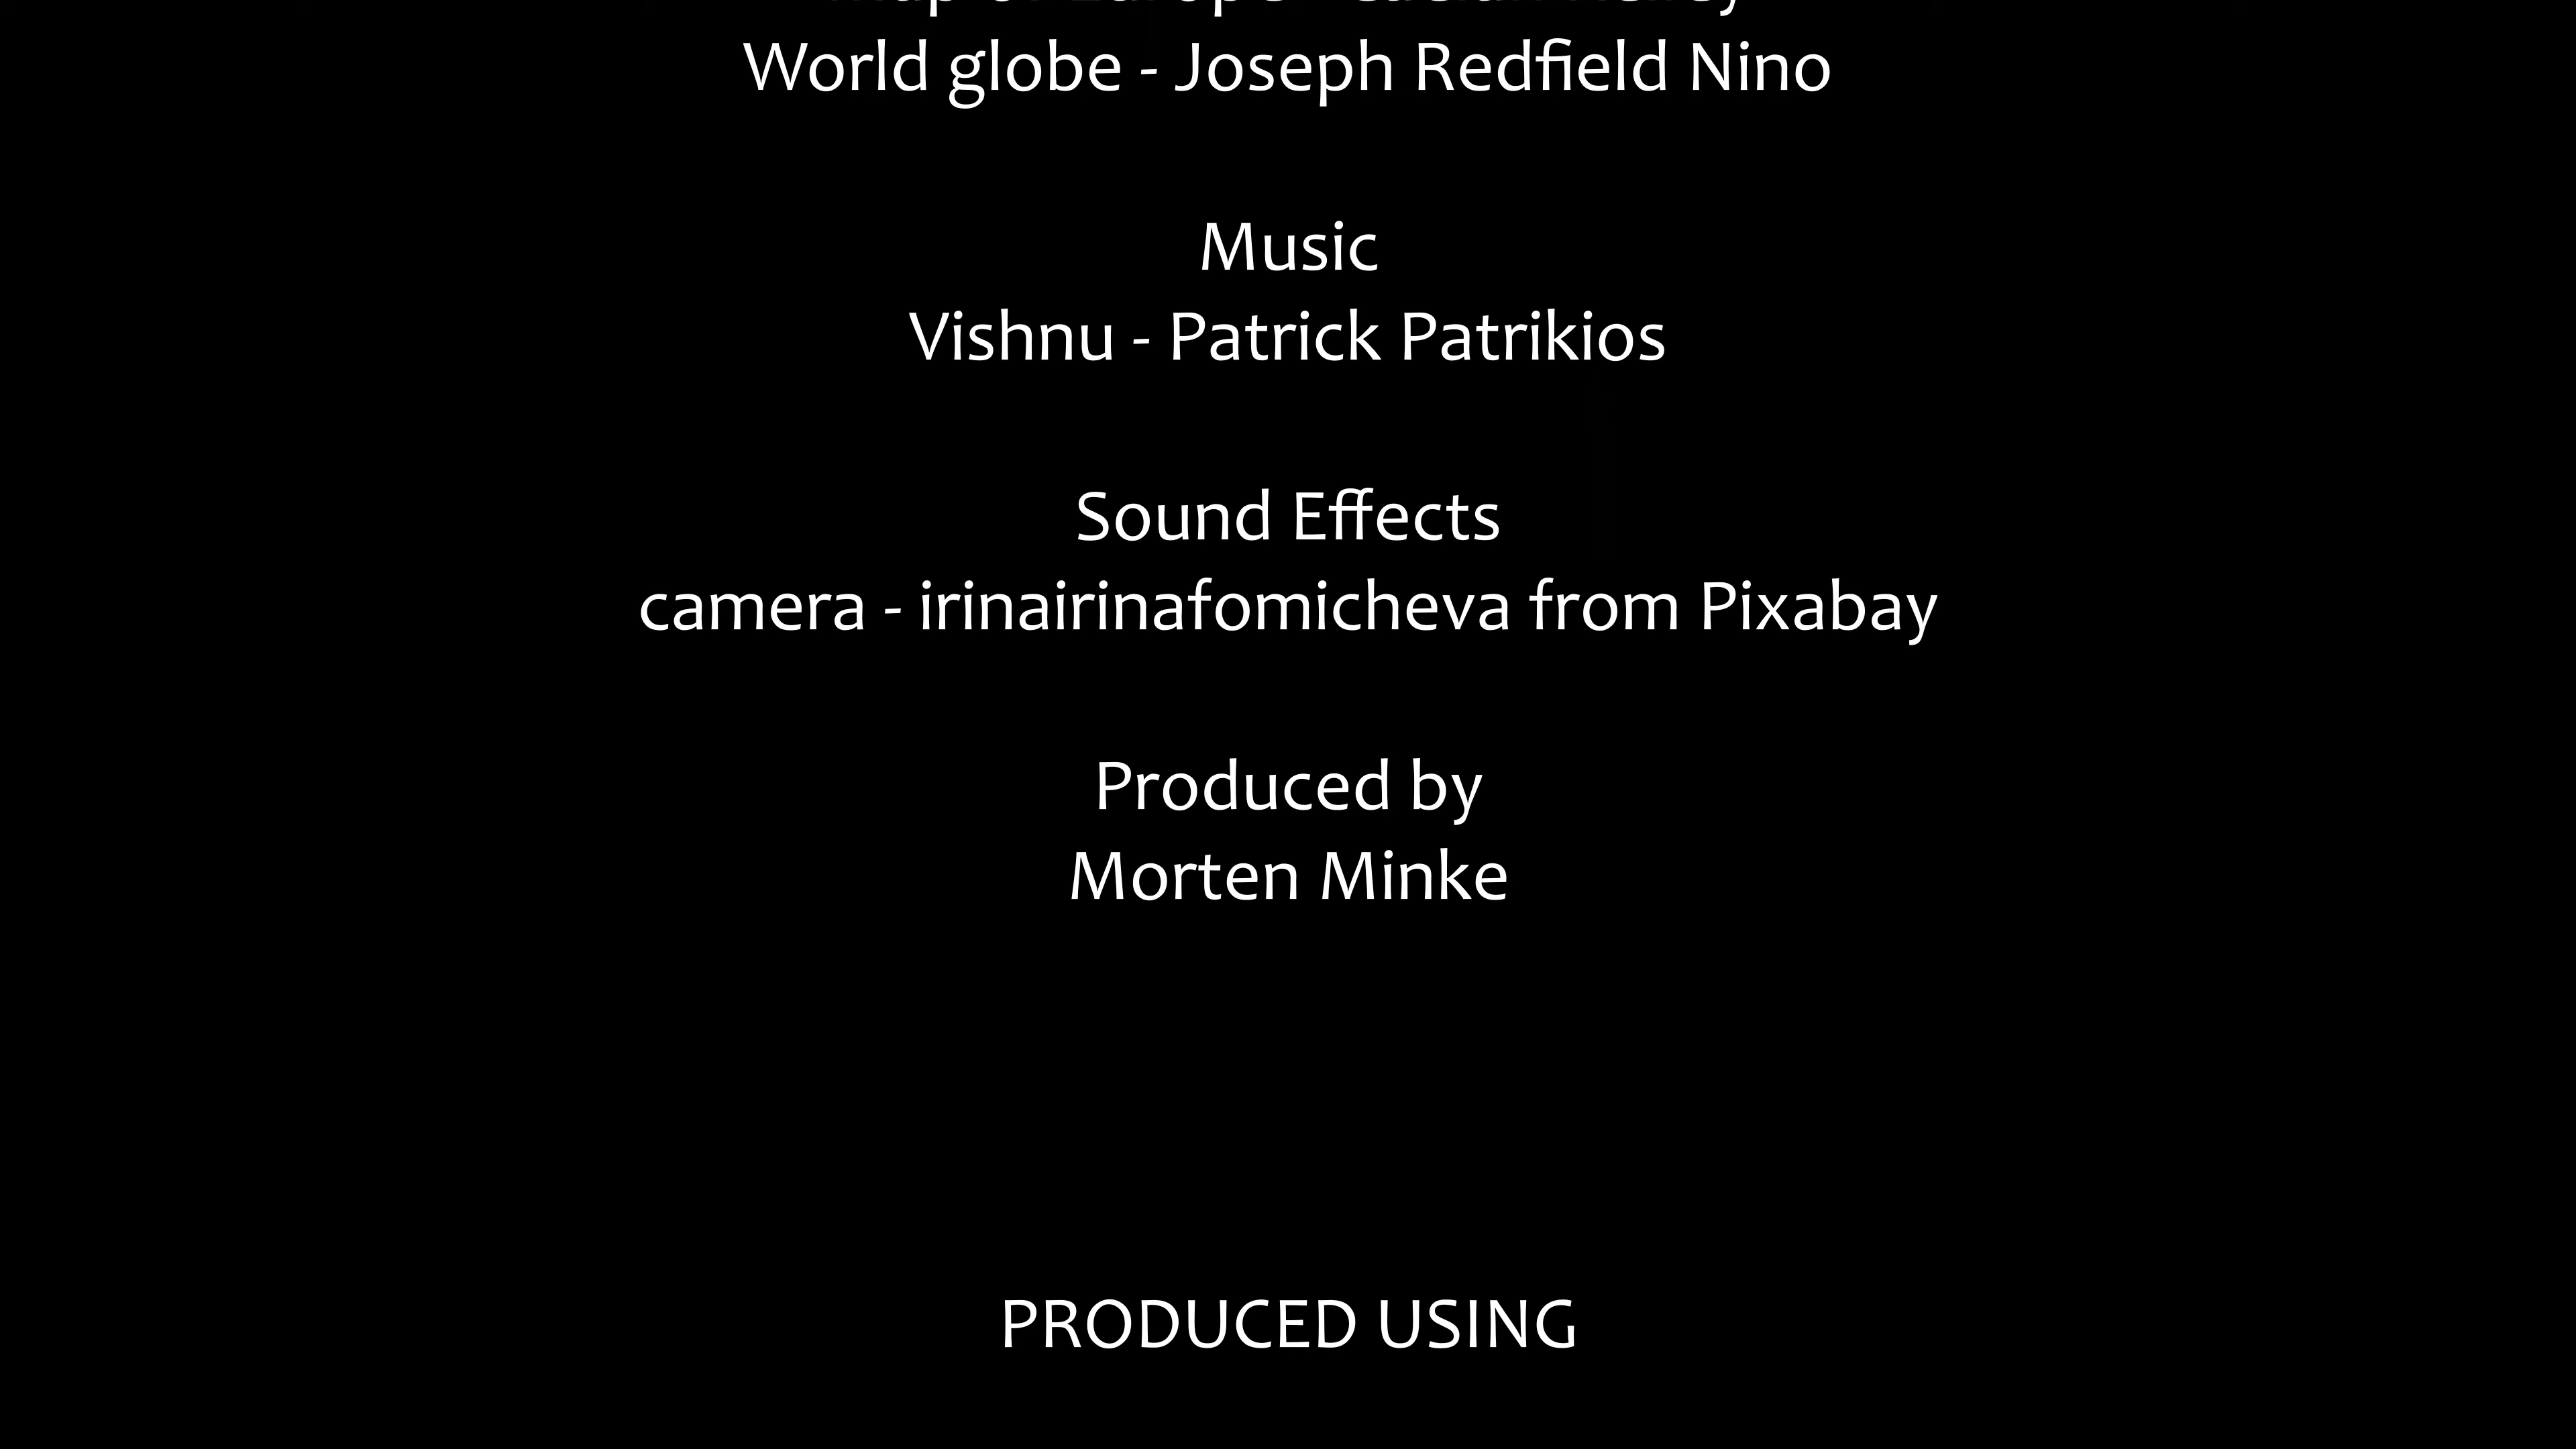 World globe - Joseph Redfield Nino
Music
Vishnu - Patrick Patrikios
Sound Effects
camera - irinairinafomicheva from Pixabay
Produced by
Morten Minke
PRODUCED USING